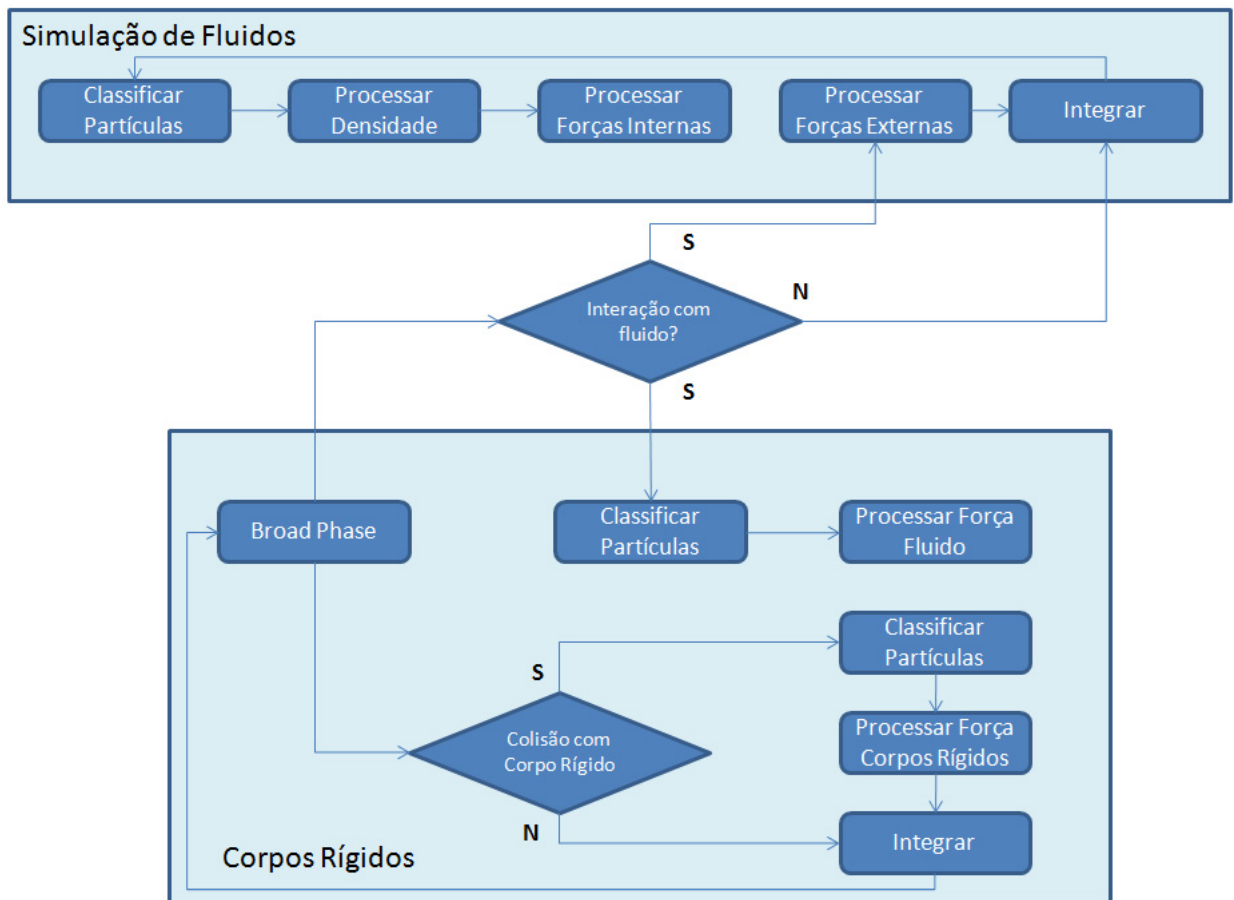 Simulação de Fluidos
Classificar
Partículas
Processar
Densidade
Processar
Forças Internas
Processar
Forças Externas
Integrar
S
Interação com
fluido?
N
S
Broad Phase
Classificar
Partículas
Processar Força
Fluido
Classificar
Partículas
S
Colisão com
Corpo Rígido
Processar Força
Corpos Rígidos
N
Integrar
Corpos Rígidos